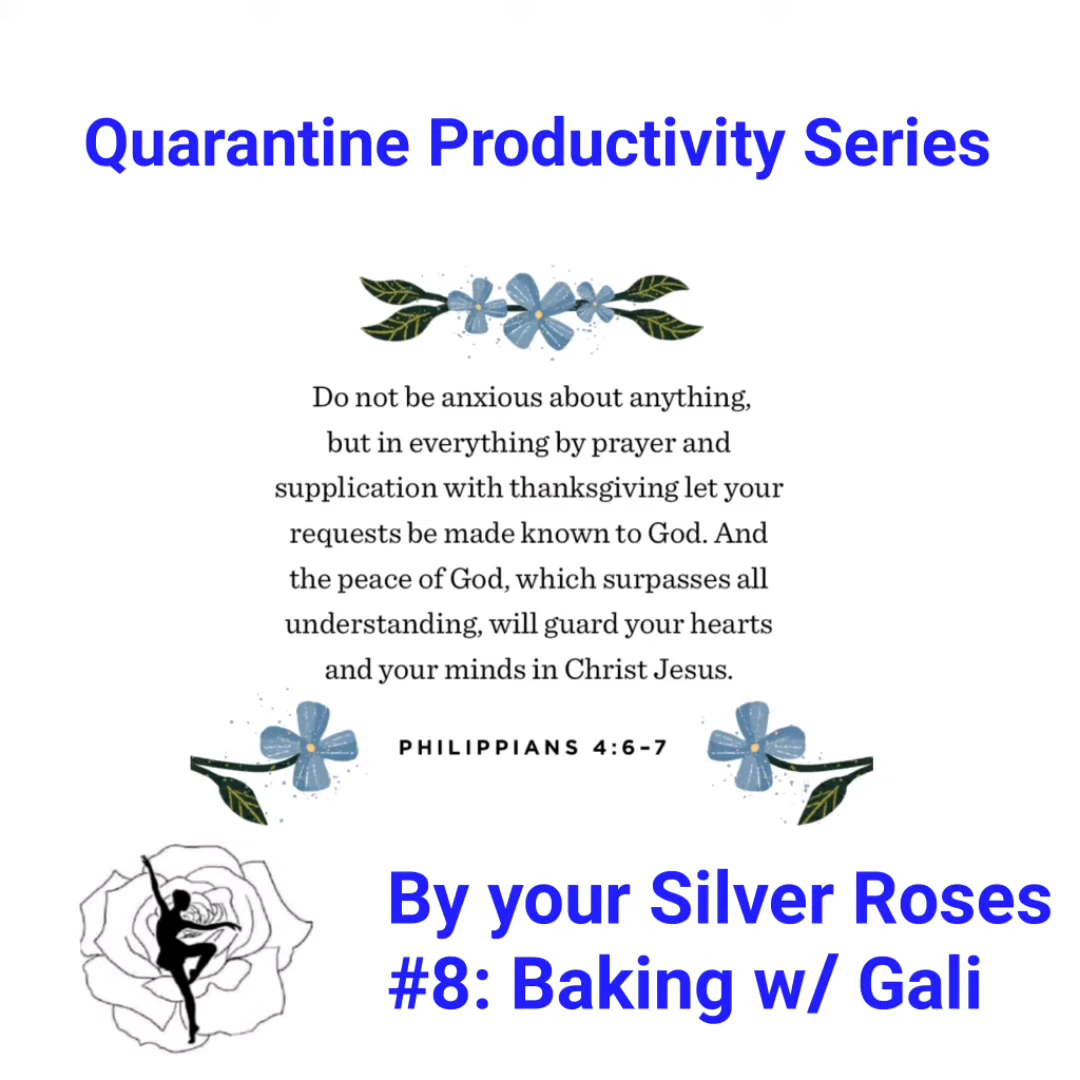 Quarantine Productivity Series
Do not be anxious about anything,
but in everything by prayer and
supplication with thanksgiving let your
requests be made known to God. And
the peace of God, which surpasses all
understanding, will guard your hearts
and your minds in Christ Jesus.
PHILIPPIANS 4:6–7
By your Silver Roses
#8: Baking w/ Gali